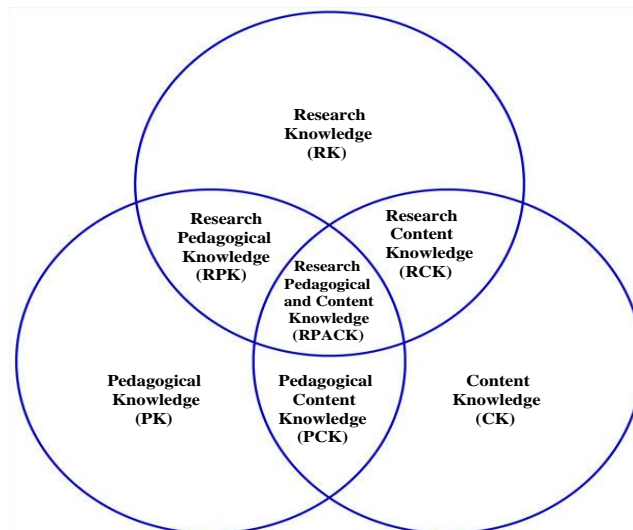 Research
Knowledge
(RK)
Research
Pedagogical
Knowledge
(RPK)
Research
Content
Knowledge
(RCK)
Research
Pedagogical
and Content
Knowledge
(RPACK)
Pedagogical
Knowledge
(PK)
Pedagogical
Content
Knowledge
(PCK)
Content
Knowledge
(CK)